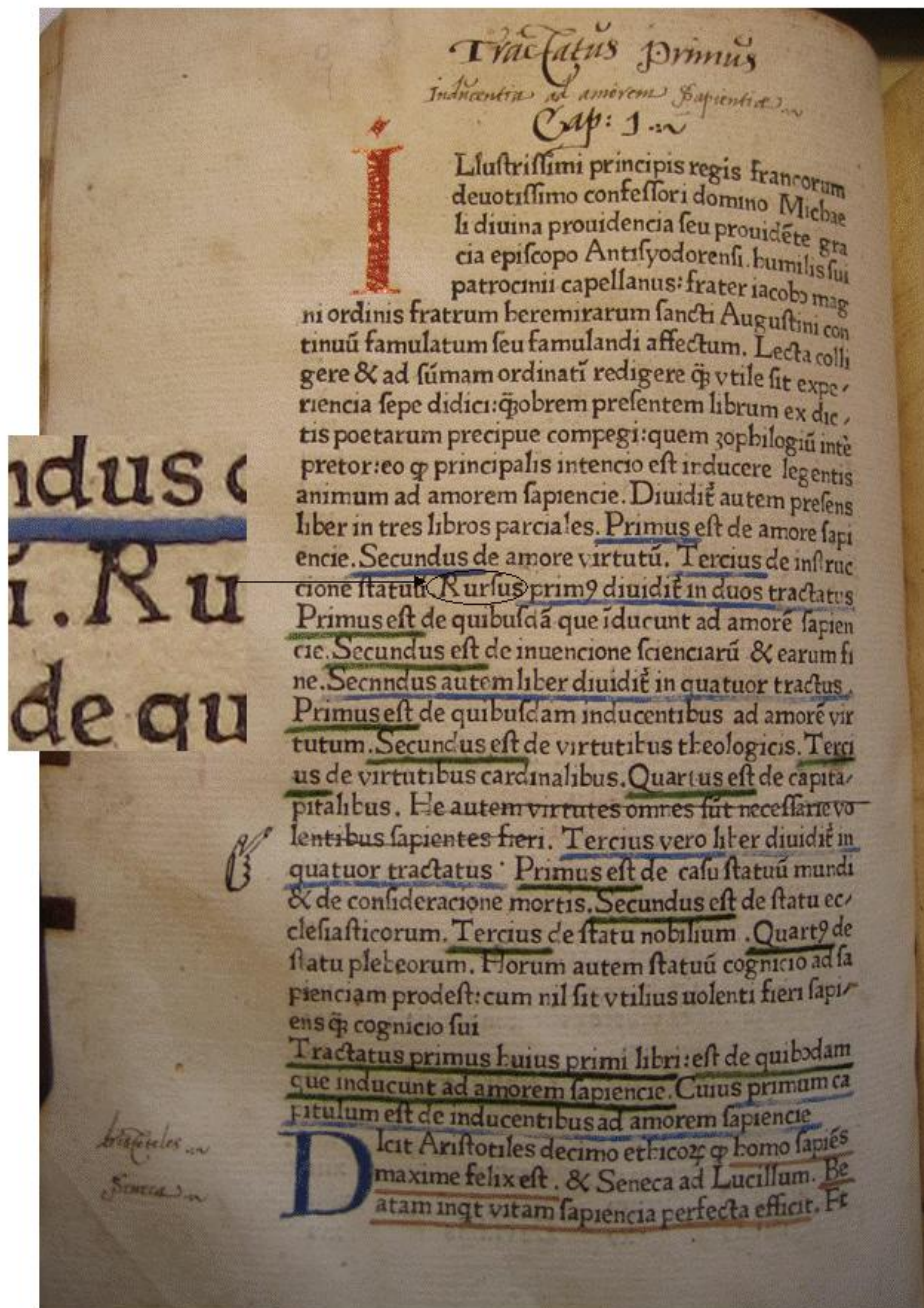 Tractatus Primus
Inducentia ad amorem Sapientiæ
Cap: 1.
ILlustrissimi principis regis francorum
deuotissimo confessori domino Michae
li diuina prouidencia seu prouidēte gra
cia episcopo Antisyodorensi. humilis sui
patrocinii capellanus: frater iacobꝰ mag
ni ordinis fratrum heremirarum sancti Augustini con
tinuū famulatum seu famulandi affectum. Lecta colli
gere & ad sūmam ordinatī redigere ꝙ̄ vtile sit expe-
riencia sepe didici: ꝙ̄obrem presentem librum ex dic-
tis poetarum precipue compegi: quem zophilogiū intè
pretor: eo ꝙ principalis intencio est inducere legentis
animum ad amorem sapiencie. Diuidit̄ autem presens
liber in tres libros parciales. Primus est de amore sapi
encie. Secundus de amore virtutū. Tercius de instruc
cione statuū. Rursus primꝰ diuidit̄ in duos tractatus
Primus est de quibusdā que īducunt ad amorē sapien
cie. Secundus est de inuencione scienciarū & earum fi
ne. Secnndus autem liber diuidit̄ in quatuor tractus.
Primus est de quibusdam inducentibus ad amorē vir
tutum. Secundus est de virtutibus theologicis. Terci
us de virtutibus cardinalibus. Quartus est de capita-
pitalibus. He autem virtutes omnes sūt necessarie vo
lentibus sapientes fieri. Tercius vero liber diuidit̄ in
quatuor tractatus. Primus est de casu statuū mundi
& de consideracione mortis. Secundus est de statu ec-
clesiasticorum. Tercius de statu nobilium. Quartꝰ de
statu plebeorum. Horum autem statuū cognicio ad sa
pienciam prodest: cum nil sit vtilius uolenti fieri sapi-
ens ꝙ̄ cognicio sui
Tractatus primus huius primi libri: est de quibꝰdam
que inducunt ad amorem sapiencie. Cuius primum ca
pitulum est de inducentibus ad amorem sapiencie
DIcit Aristotiles decimo ethicoꝝ ꝙ homo sapiēs
maxime felix est. & Seneca ad Lucillum. Be
atam inqt vitam sapiencia perfecta efficit. Et
Aristoteles
Seneca
ndus
i. Ru
de qu